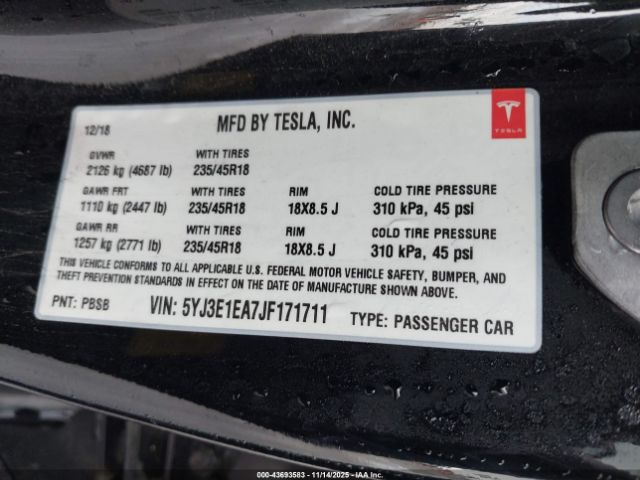 12/18 MFD BY TESLA, INC.
TESLA
GVWR WITH TIRES
2126 kg (4687 lb) 235/45R18
GAWR FRT WITH TIRES RIM COLD TIRE PRESSURE
1110 kg (2447 lb) 235/45R18 18X8.5 J 310 kPa, 45 psi
GAWR RR WITH TIRES RIM COLD TIRE PRESSURE
1257 kg (2771 lb) 235/45R18 18X8.5 J 310 kPa, 45 psi
THIS VEHICLE CONFORMS TO ALL APPLICABLE U.S. FEDERAL MOTOR VEHICLE SAFETY, BUMPER, AND
THEFT PREVENTION STANDARDS IN EFFECT ON THE DATE OF MANUFACTURE SHOWN ABOVE.
PNT: PBSB VIN: 5YJ3E1EA7JF171711 TYPE: PASSENGER CAR
000-43693583 - 11/14/2025 - IAAI.COM